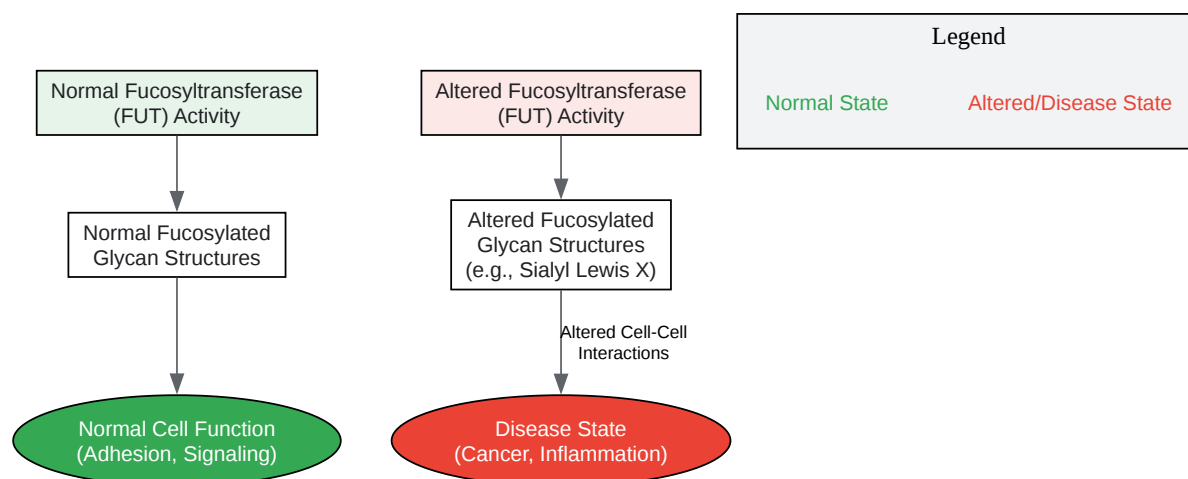 Legend
Normal State
Altered/Disease State
Normal Fucosyltransferase
(FUT) Activity
Normal Fucosylated
Glycan Structures
Normal Cell Function
(Adhesion, Signaling)
Altered Fucosyltransferase
(FUT) Activity
Altered Fucosylated
Glycan Structures
(e.g., Sialyl Lewis X)
Altered Cell-Cell
Interactions
Disease State
(Cancer, Inflammation)